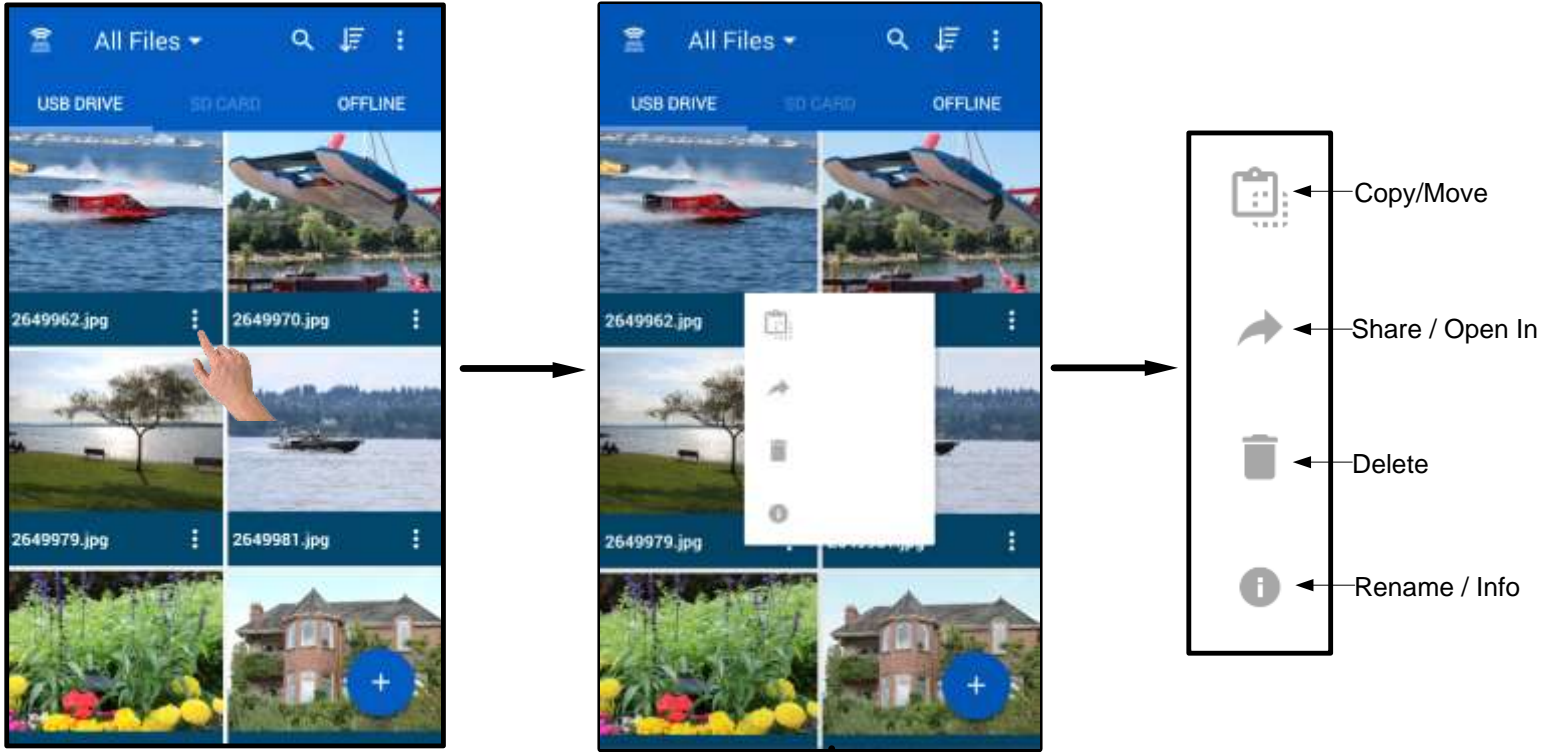 All Files
USB DRIVE SD CARD OFFLINE
2649962.jpg 2649970.jpg
2649979.jpg 2649981.jpg
All Files
USB DRIVE SD CARD OFFLINE
2649962.jpg
2649979.jpg
Copy/Move
Share / Open In
Delete
Rename / Info